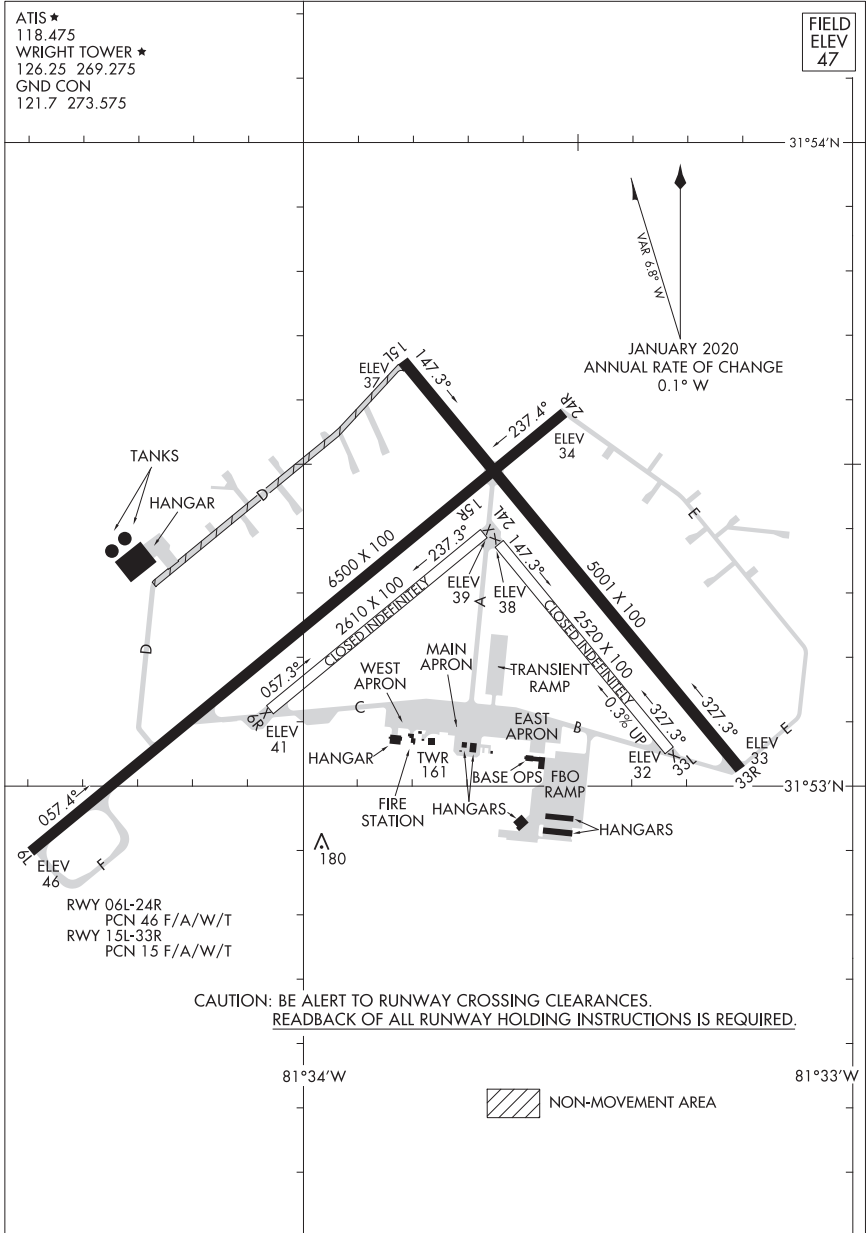 ATIS ★
118.475
WRIGHT TOWER ★
126.25 269.275
GND CON
121.7 273.575
FIELD
ELEV
47
31°54'N
VAR 6.8° W
JANUARY 2020
ANNUAL RATE OF CHANGE
0.1° W
15L
147.3°
ELEV
37
24R
237.4°
ELEV
34
TANKS
HANGAR
D
D
E
E
6500 X 100
15R
24L
237.3°
147.3°
ELEV
39
ELEV
38
A
2610 X 100
CLOSED INDEFINITELY
057.3°
6R
ELEV
41
5001 X 100
2520 X 100
CLOSED INDEFINITELY
0.3% UP
327.3°
327.3°
ELEV
32
33L
ELEV
33
33R
WEST
APRON
MAIN
APRON
TRANSIENT
RAMP
EAST
APRON
C
B
HANGAR
TWR
161
BASE OPS
FBO
RAMP
FIRE
STATION
HANGARS
HANGARS
31°53'N
180
057.4°
6L
ELEV
46
F
RWY 06L-24R
PCN 46 F/A/W/T
RWY 15L-33R
PCN 15 F/A/W/T
CAUTION: BE ALERT TO RUNWAY CROSSING CLEARANCES.
READBACK OF ALL RUNWAY HOLDING INSTRUCTIONS IS REQUIRED.
81°34'W
81°33'W
NON-MOVEMENT AREA